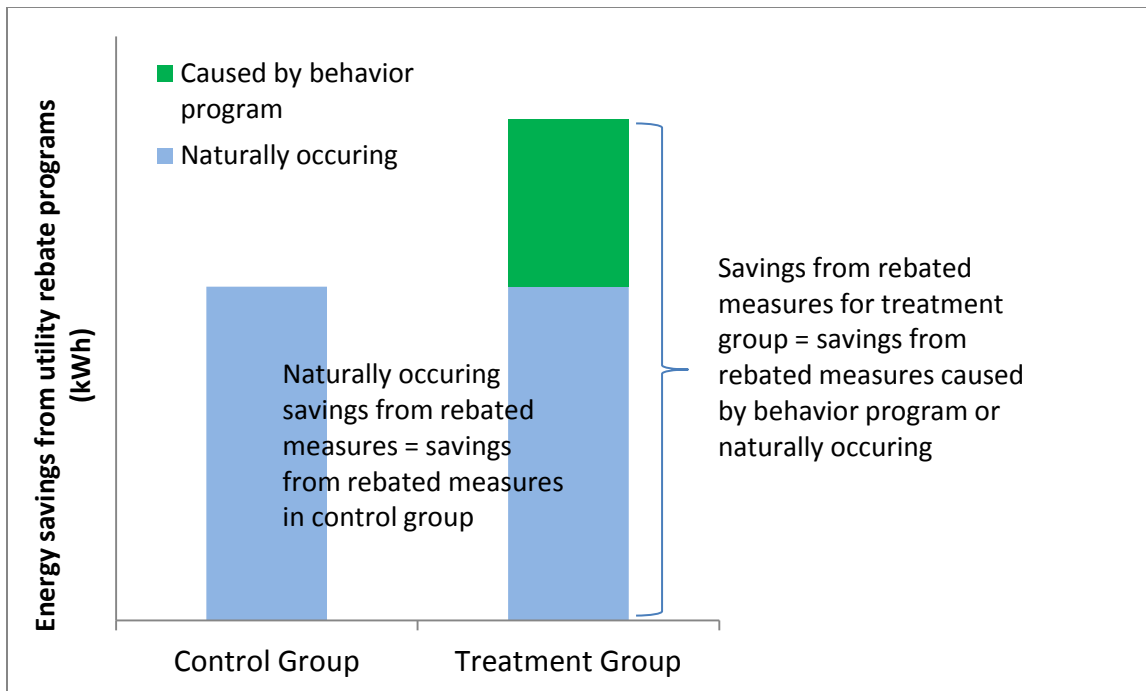 Energy savings from utility rebate programs
(kWh)
Caused by behavior
program
Naturally occuring
Naturally occuring
savings from rebated
measures = savings
from rebated measures
in control group
Savings from rebated
measures for treatment
group = savings from
rebated measures caused
by behavior program or
naturally occuring
Control Group
Treatment Group